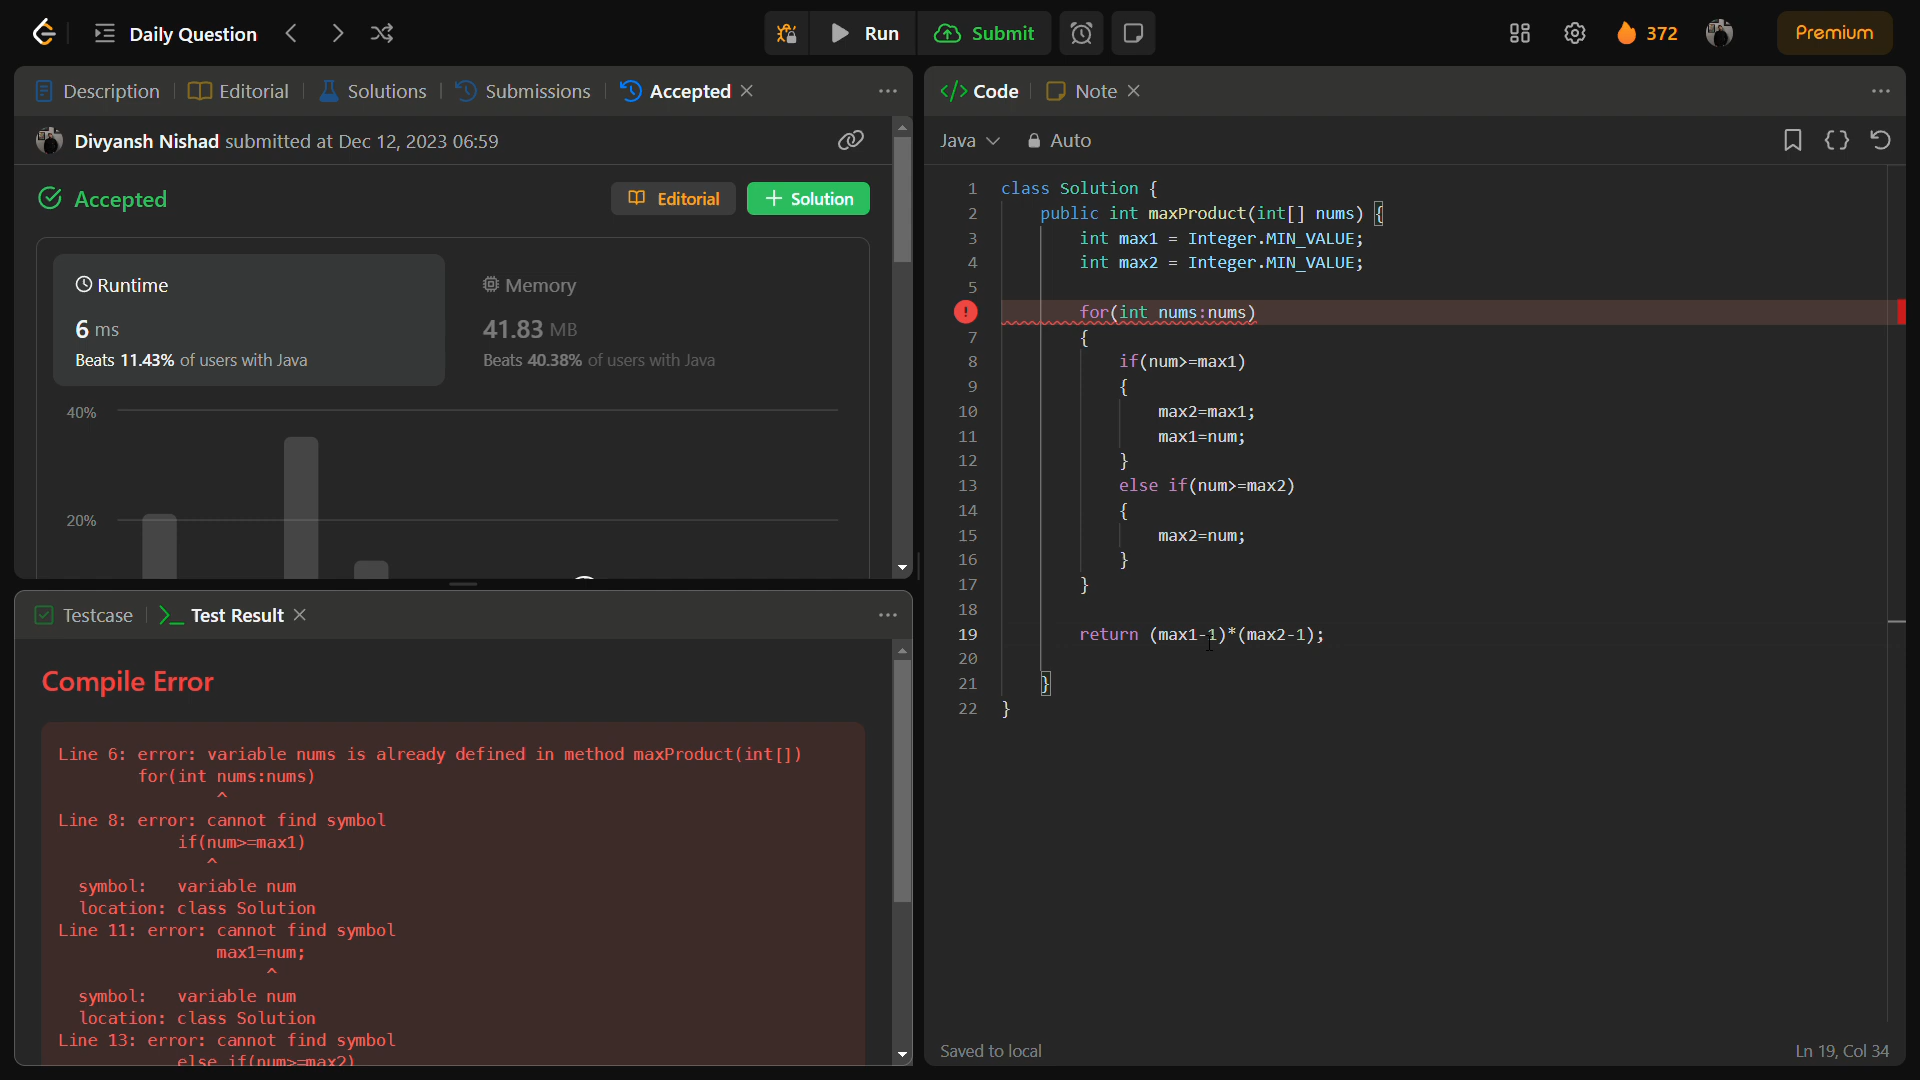 Daily Question
Run
Submit
372
Premium
Description
Editorial
Solutions
Submissions
Accepted
Divyansh Nishad submitted at Dec 12, 2023 06:59
Accepted
Editorial
Solution
Runtime
6 ms
Beats 11.43% of users with Java
Memory
41.83 MB
Beats 40.38% of users with Java
40%
20%
Testcase
>_ Test Result
Compile Error
Line 6: error: variable nums is already defined in method maxProduct(int[])
for(int nums:nums)
^
Line 8: error: cannot find symbol
if(num>=max1)
^
symbol: variable num
location: class Solution
Line 11: error: cannot find symbol
max1=num;
^
symbol: variable num
location: class Solution
Line 13: error: cannot find symbol
else if(num>=max2)
</> Code
Note
Java
Auto
1 class Solution {
2 public int maxProduct(int[] nums) {
3 int max1 = Integer.MIN_VALUE;
4 int max2 = Integer.MIN_VALUE;
5
! for(int nums:nums)
7 {
8 if(num>=max1)
9 {
10 max2=max1;
11 max1=num;
12 }
13 else if(num>=max2)
14 {
15 max2=num;
16 }
17 }
18
19 return (max1-1)*(max2-1);
20
21 }
22 }
Saved to local
Ln 19, Col 34